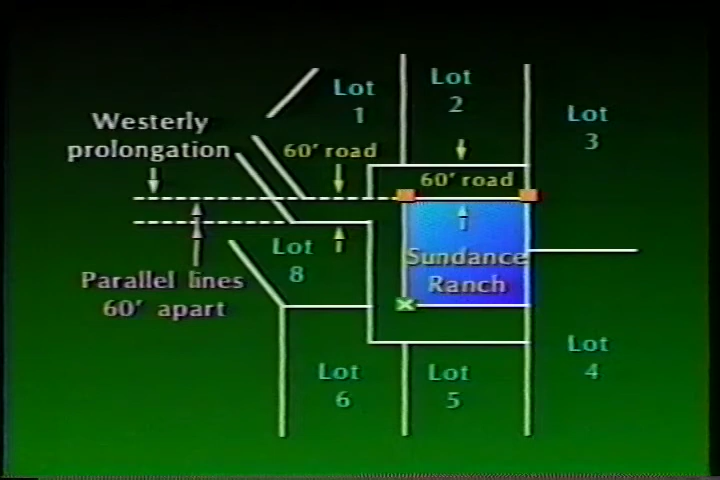 Lot
1
Lot
2
Lot
3
Westerly
prolongation
60' road
60' road
Lot
8
Sundance
Ranch
Parallel lines
60' apart
Lot
6
Lot
5
Lot
4